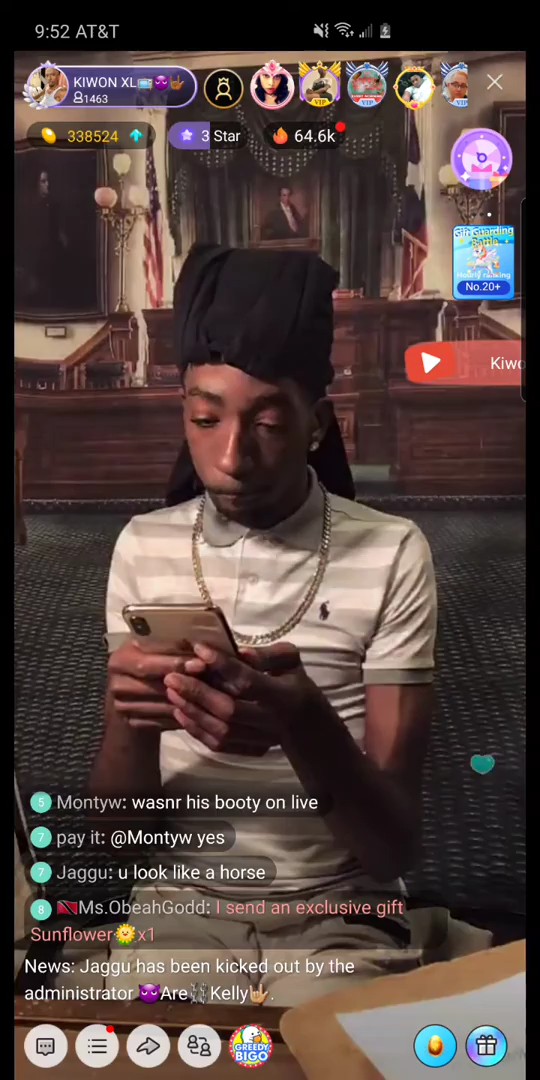 9:52 AT&T
KIWON XL📼😈🤟🏿
1463
VIP
VIP
VIP
338524
3 Star
64.6k
Gift Guarding
Battle
Hourly ranking
No.20+
Kiwo
5 Montyw: wasnr his booty on live
7 pay it: @Montyw yes
7 Jaggu: u look like a horse
8 🇹🇹Ms.ObeahGodd: I send an exclusive gift
Sunflower🌻x1
News: Jaggu has been kicked out by the
administrator 😈Are⛓Kelly🤟🏼.
GREEDY
BIGO